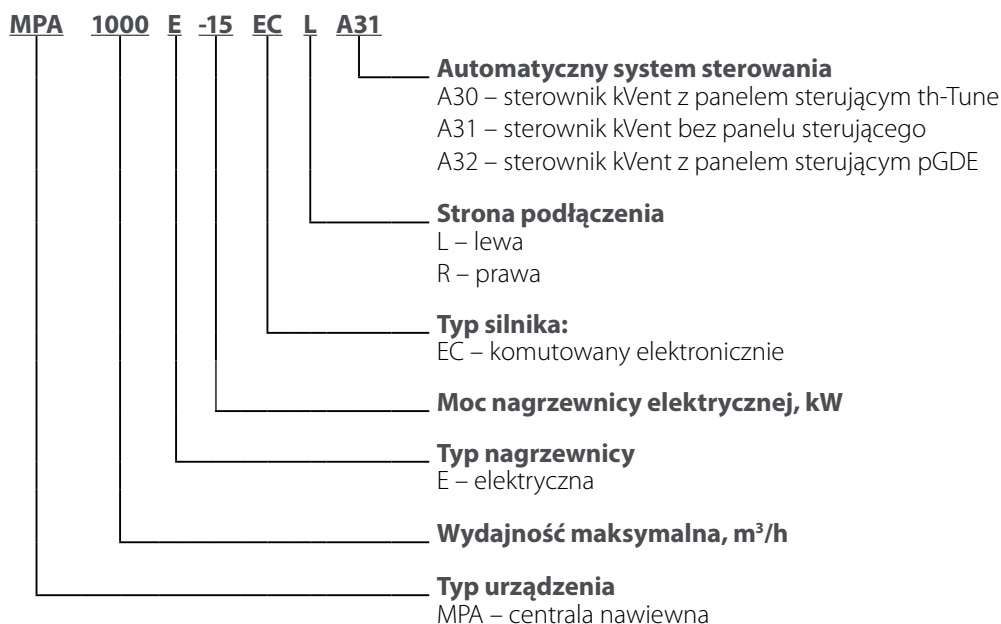 MPA 1000 E -15 EC L A31
Automatyczny system sterowania
A30 – sterownik kVent z panelem sterującym th-Tune
A31 – sterownik kVent bez panelu sterującego
A32 – sterownik kVent z panelem sterującym pGDE
Strona podłączenia
L – lewa
R – prawa
Typ silnika:
EC – komutowany elektronicznie
Moc nagrzewnicy elektrycznej, kW
Typ nagrzewnicy
E – elektryczna
Wydajność maksymalna, m³/h
Typ urządzenia
MPA – centrala nawiewna